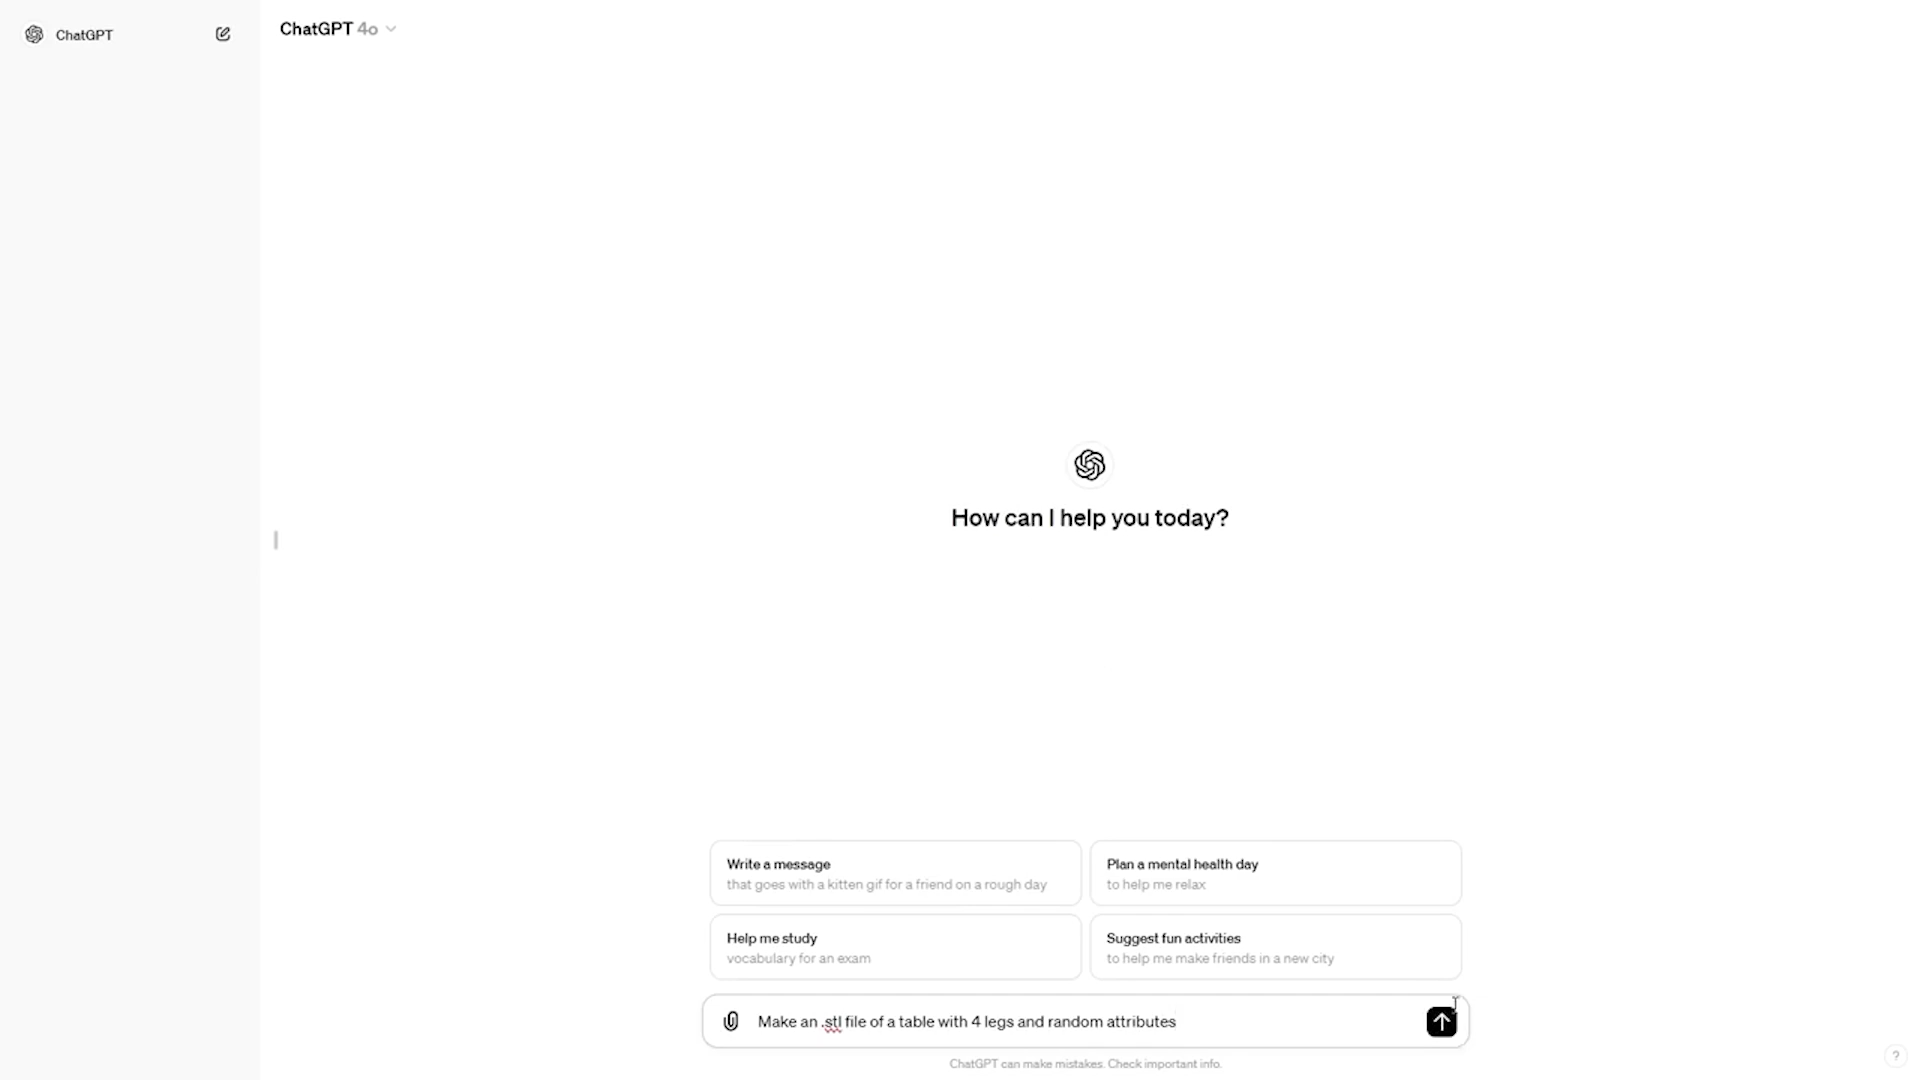 ChatGPT
ChatGPT 4o
How can I help you today?
Write a message
that goes with a kitten gif for a friend on a rough day
Plan a mental health day
to help me relax
Help me study
vocabulary for an exam
Suggest fun activities
to help me make friends in a new city
Make an .stl file of a table with 4 legs and random attributes
ChatGPT can make mistakes. Check important info.
?